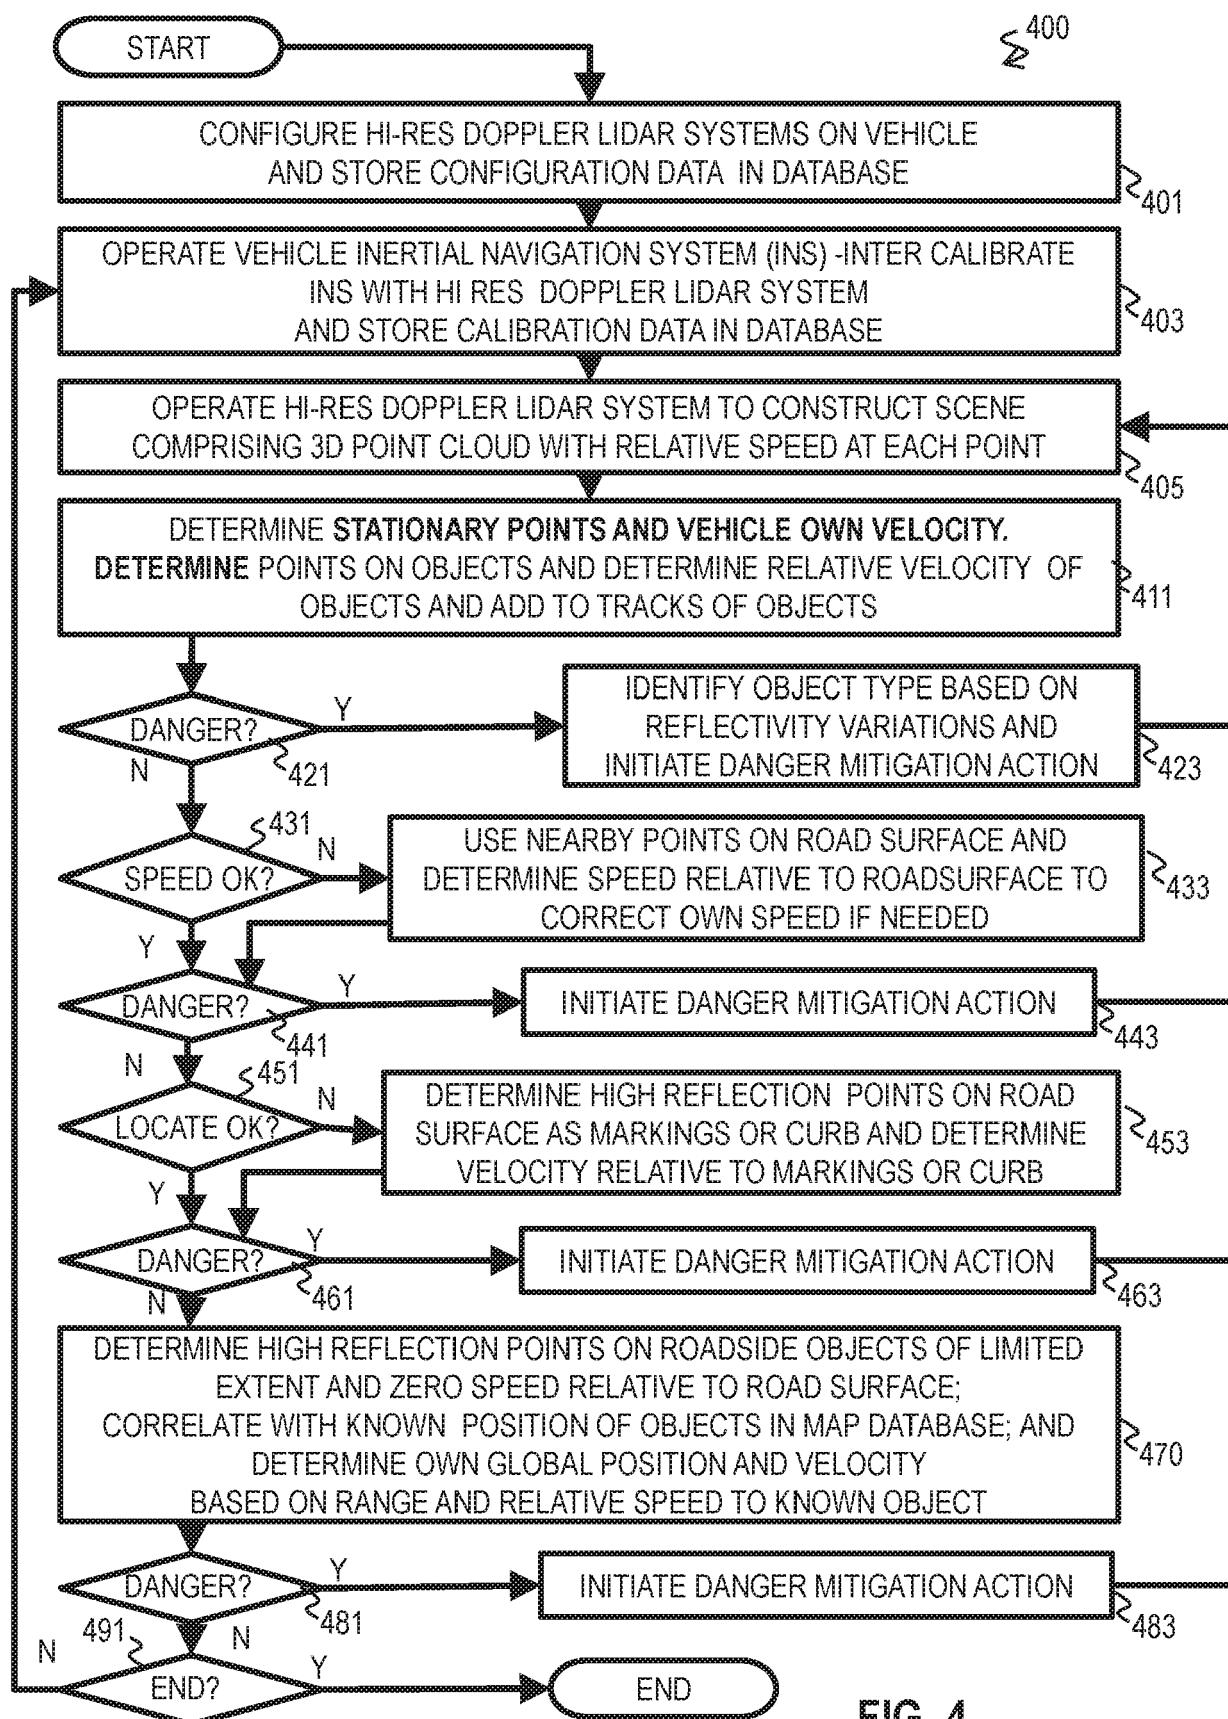 START
400
CONFIGURE HI-RES DOPPLER LIDAR SYSTEMS ON VEHICLE
AND STORE CONFIGURATION DATA IN DATABASE
401
OPERATE VEHICLE INERTIAL NAVIGATION SYSTEM (INS) -INTER CALIBRATE
INS WITH HI RES DOPPLER LIDAR SYSTEM
AND STORE CALIBRATION DATA IN DATABASE
403
OPERATE HI-RES DOPPLER LIDAR SYSTEM TO CONSTRUCT SCENE
COMPRISING 3D POINT CLOUD WITH RELATIVE SPEED AT EACH POINT
405
DETERMINE STATIONARY POINTS AND VEHICLE OWN VELOCITY.
DETERMINE POINTS ON OBJECTS AND DETERMINE RELATIVE VELOCITY OF
OBJECTS AND ADD TO TRACKS OF OBJECTS
411
DANGER?
421
Y
N
IDENTIFY OBJECT TYPE BASED ON
REFLECTIVITY VARIATIONS AND
INITIATE DANGER MITIGATION ACTION
423
431
SPEED OK?
N
Y
USE NEARBY POINTS ON ROAD SURFACE AND
DETERMINE SPEED RELATIVE TO ROADSURFACE TO
CORRECT OWN SPEED IF NEEDED
433
DANGER?
441
Y
N
INITIATE DANGER MITIGATION ACTION
443
451
LOCATE OK?
N
Y
DETERMINE HIGH REFLECTION POINTS ON ROAD
SURFACE AS MARKINGS OR CURB AND DETERMINE
VELOCITY RELATIVE TO MARKINGS OR CURB
453
DANGER?
461
Y
N
INITIATE DANGER MITIGATION ACTION
463
DETERMINE HIGH REFLECTION POINTS ON ROADSIDE OBJECTS OF LIMITED
EXTENT AND ZERO SPEED RELATIVE TO ROAD SURFACE;
CORRELATE WITH KNOWN POSITION OF OBJECTS IN MAP DATABASE; AND
DETERMINE OWN GLOBAL POSITION AND VELOCITY
BASED ON RANGE AND RELATIVE SPEED TO KNOWN OBJECT
470
DANGER?
481
Y
N
INITIATE DANGER MITIGATION ACTION
483
491
END?
N
Y
END
FIG. 4